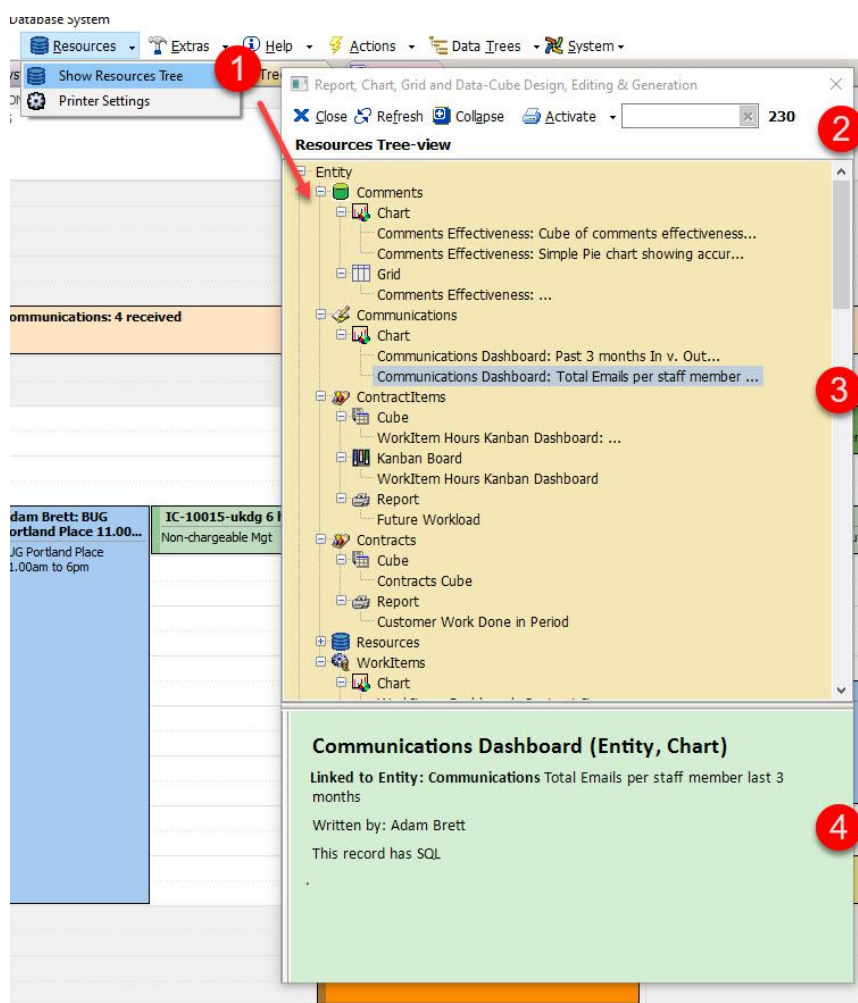 Database System
Resources Extras Help Actions Data Trees System
Show Resources Tree
Printer Settings
1
Report, Chart, Grid and Data-Cube Design, Editing & Generation
Close Refresh Collapse Activate 230
2
Resources Tree-view
Entity
Comments
Chart
Comments Effectiveness: Cube of comments effectiveness...
Comments Effectiveness: Simple Pie chart showing accur...
Grid
Comments Effectiveness: ...
Communications
Chart
Communications Dashboard: Past 3 months In v. Out...
Communications Dashboard: Total Emails per staff member ...
3
ContractItems
Cube
WorkItem Hours Kanban Dashboard: ...
Kanban Board
WorkItem Hours Kanban Dashboard
Report
Future Workload
Contracts
Cube
Contracts Cube
Report
Customer Work Done in Period
Resources
WorkItems
Chart
ommunications: 4 received
dam Brett: BUG
ortland Place 11.00...
UG Portland Place
1.00am to 6pm
IC-10015-ukdg 6 h
Non-chargeable Mgt
Communications Dashboard (Entity, Chart)
Linked to Entity: Communications Total Emails per staff member last 3
months
Written by: Adam Brett
4
This record has SQL
.